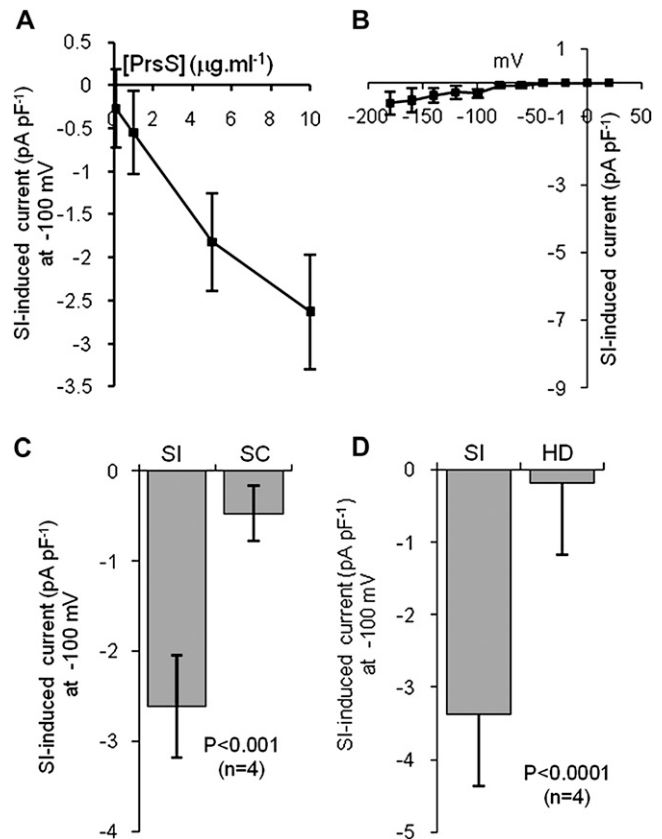 A
[PrsS] (µg.ml⁻¹)
0.5
0
-0.5
-1
-1.5
-2
-2.5
-3
-3.5
0 2 4 6 8 10
SI-induced current (pA pF⁻¹)
at -100 mV
B
mV
1
-1
-3
-5
-7
-9
-200 -150 -100 -50 0 50
SI-induced current (pA pF⁻¹)
C
SI SC
0
-1
-2
-3
-4
SI-induced current (pA pF⁻¹)
at -100 mV
P<0.001
(n=4)
D
SI HD
0
-1
-2
-3
-4
-5
SI-induced current (pA pF⁻¹)
at -100 mV
P<0.0001
(n=4)